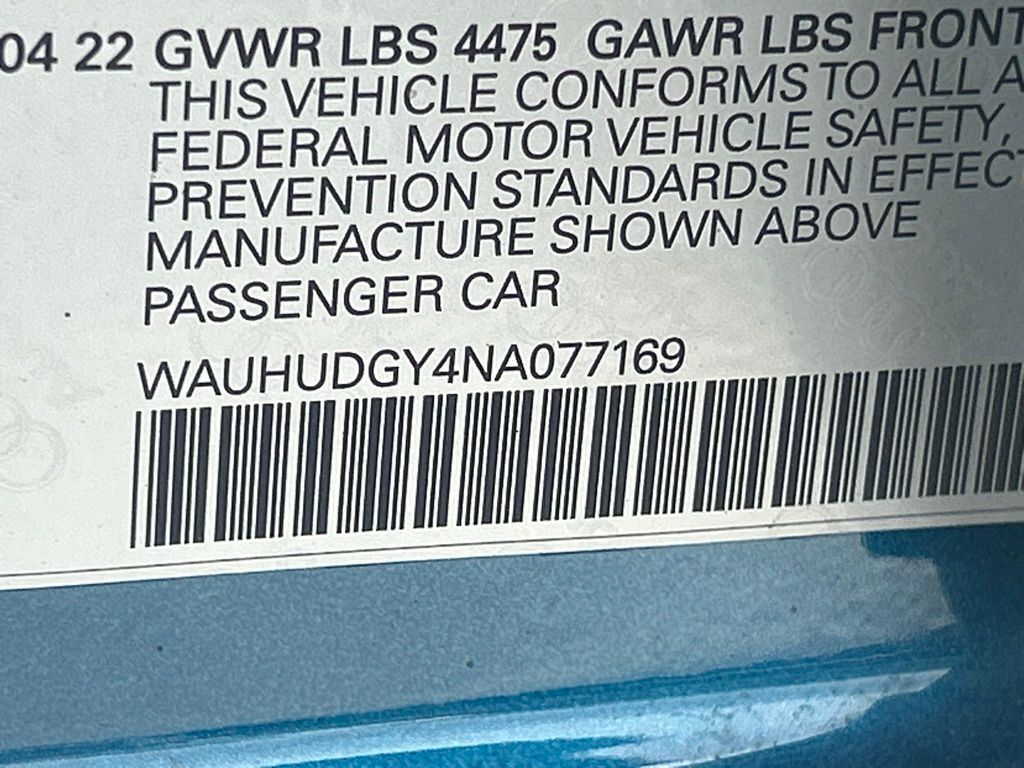 04 22 GVWR LBS 4475 GAWR LBS FRONT
THIS VEHICLE CONFORMS TO ALL A
FEDERAL MOTOR VEHICLE SAFETY,
PREVENTION STANDARDS IN EFFECT
MANUFACTURE SHOWN ABOVE
PASSENGER CAR
WAUHUDGY4NA077169